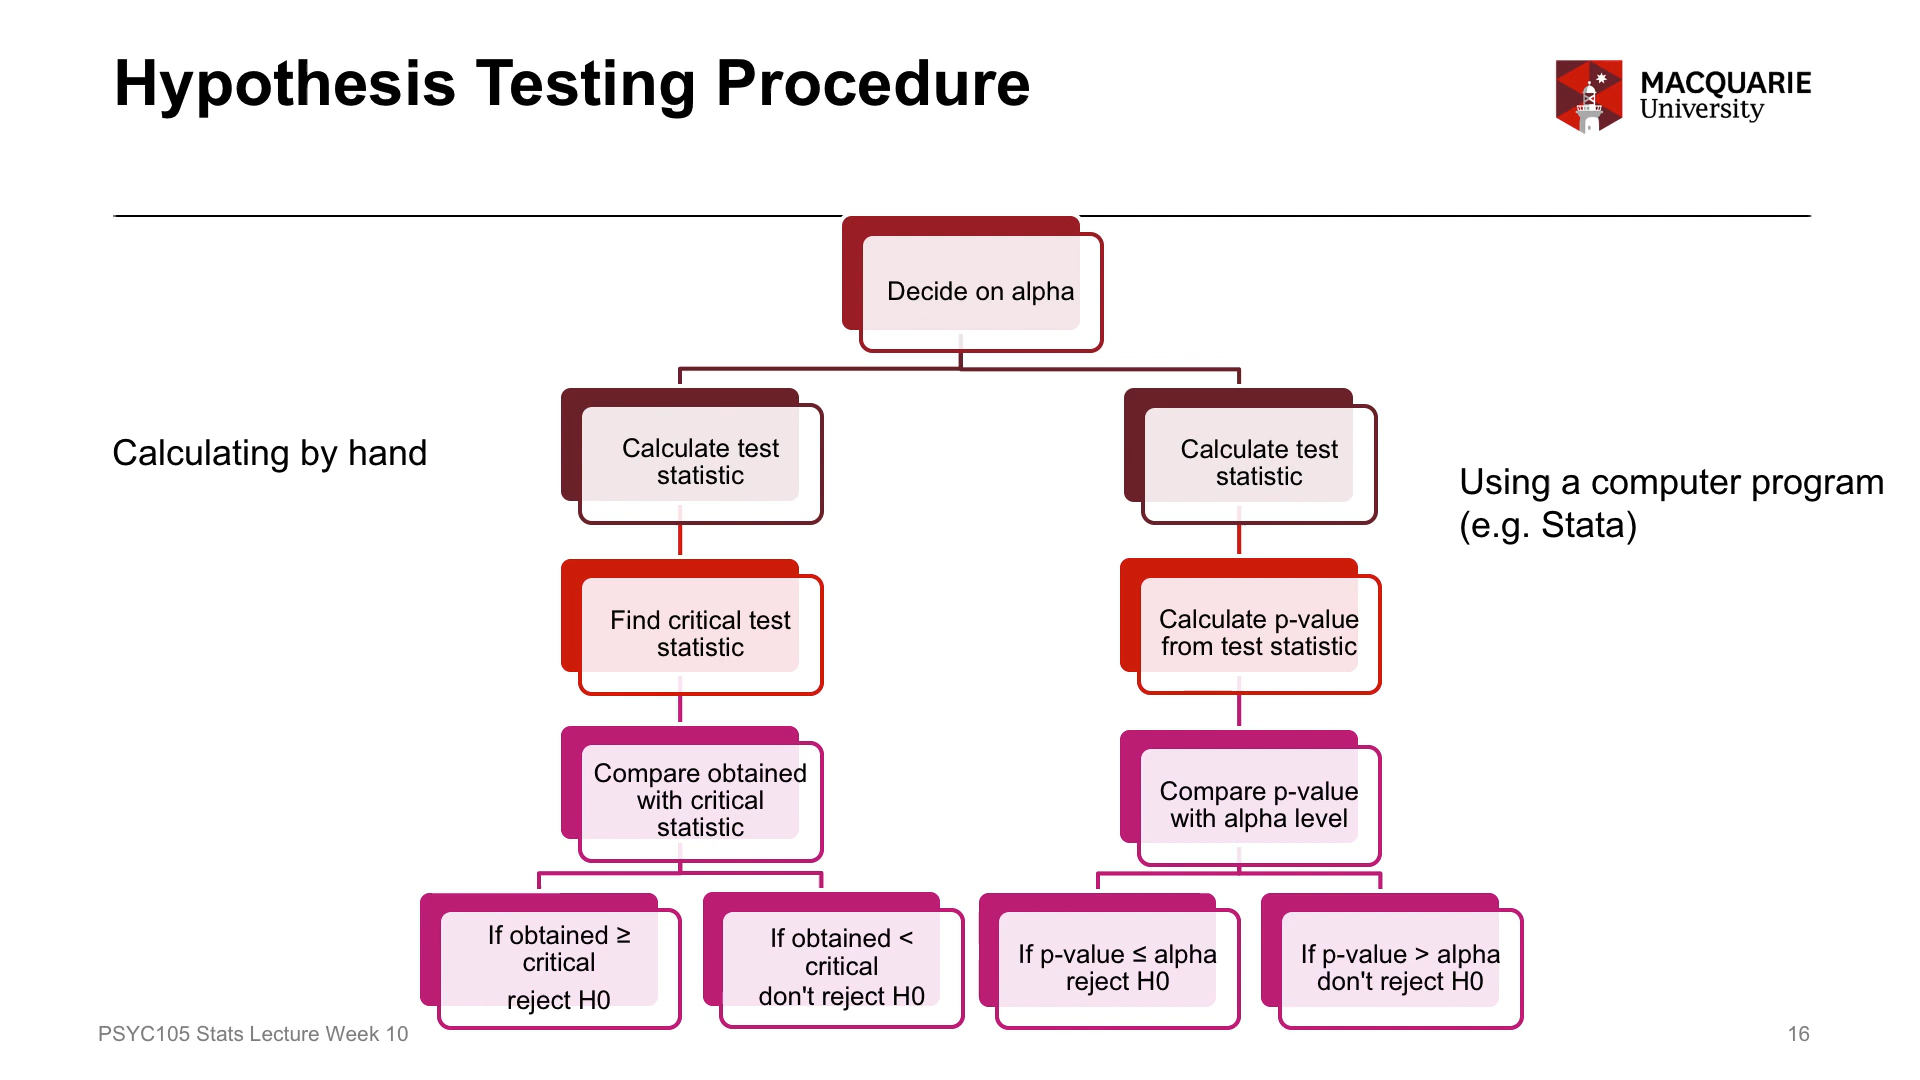 Hypothesis Testing Procedure
MACQUARIE
University
Decide on alpha
Calculating by hand
Calculate test
statistic
Calculate test
statistic
Using a computer program
(e.g. Stata)
Find critical test
statistic
Calculate p-value
from test statistic
Compare obtained
with critical
statistic
Compare p-value
with alpha level
If obtained ≥
critical
reject H0
If obtained <
critical
don't reject H0
If p-value ≤ alpha
reject H0
If p-value > alpha
don't reject H0
PSYC105 Stats Lecture Week 10
16